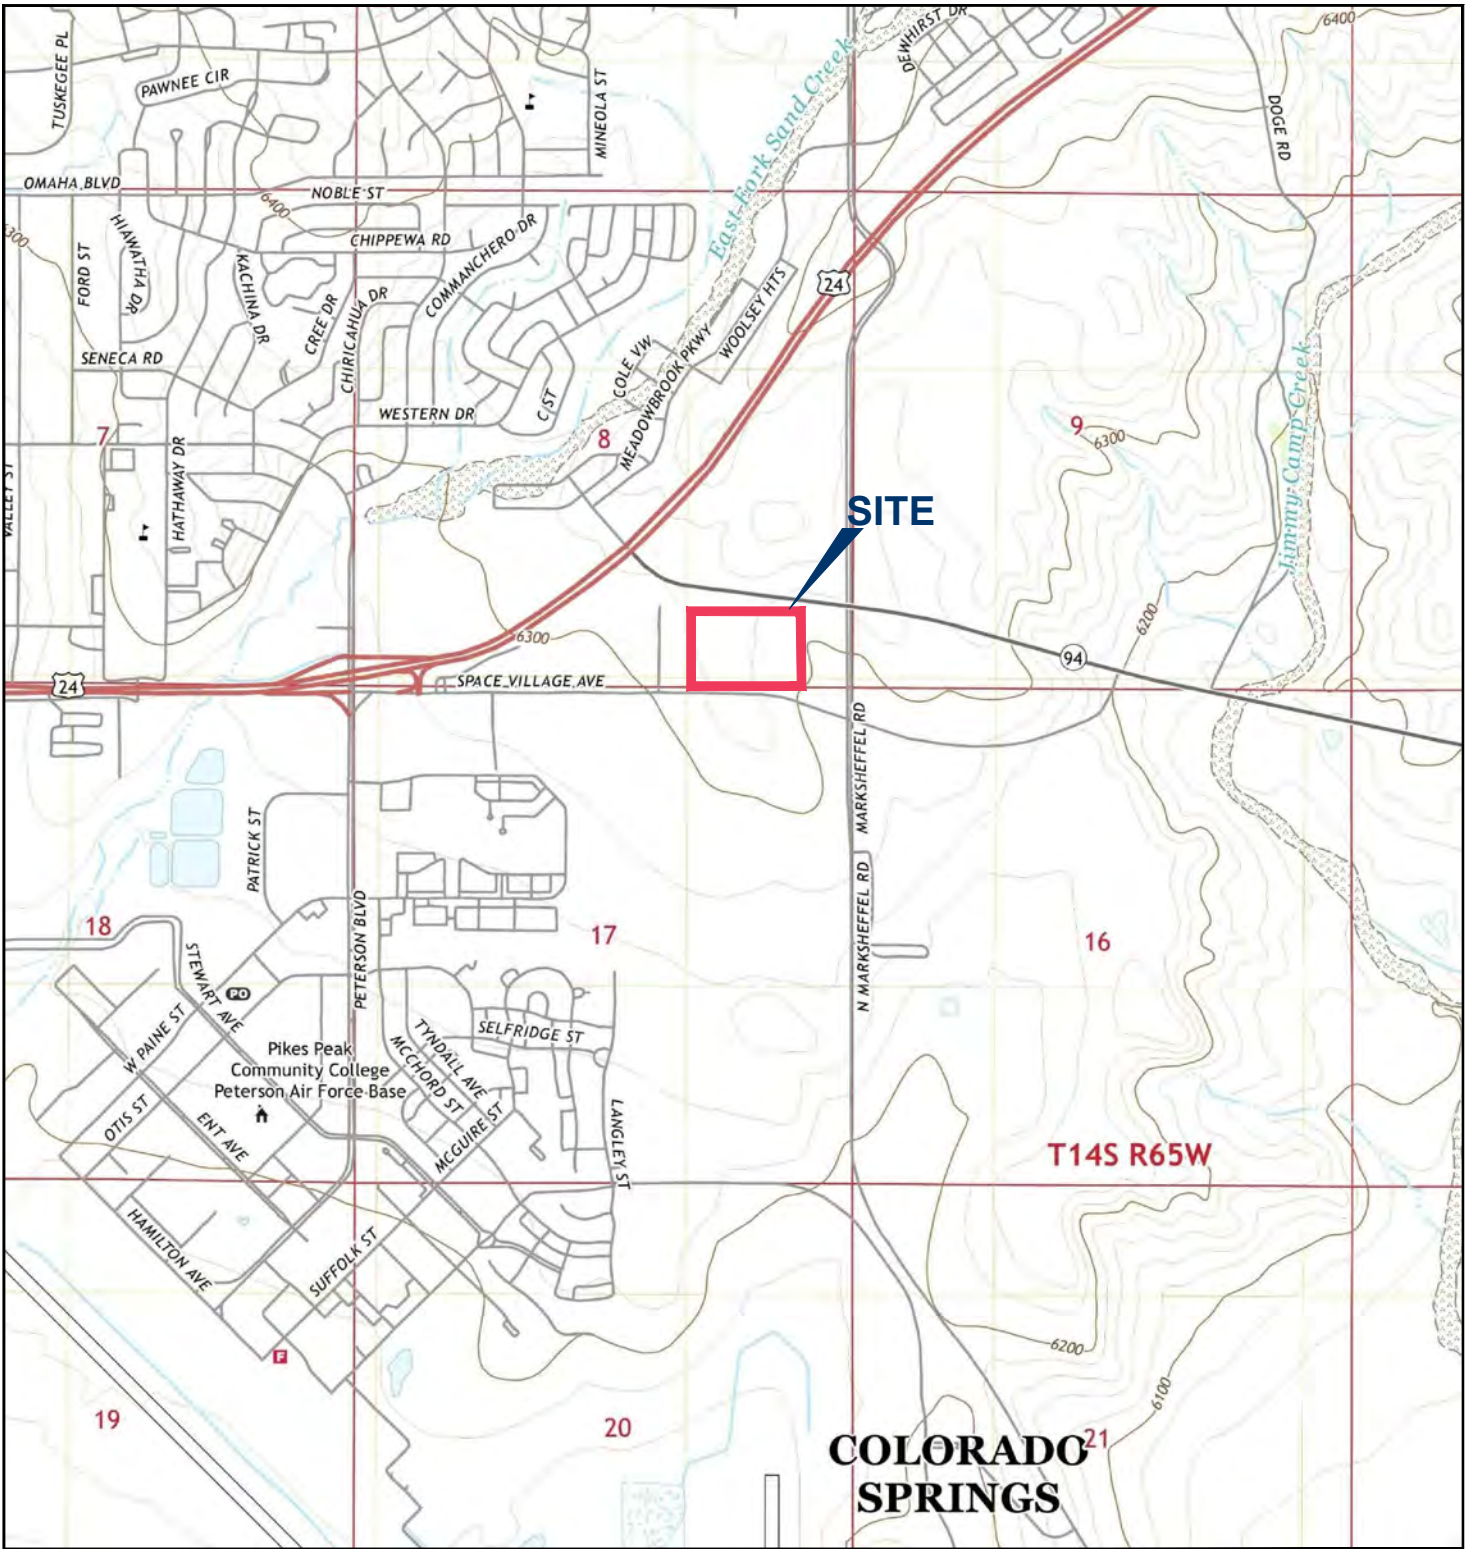 6400
DEWHIRST DR
TUSKEGEE PL
PAWNEE CIR
MINEOLA ST
DOGE RD
East Fork Sand Creek
OMAHA BLVD
NOBLE ST
6400
HIAWATHA DR
6300
CHIPPEWA RD
COMMANCHERO DR
FORD ST
KACHINA DR
24
CREE DR
CHIRICAHUA DR
WOOLSEY HTS
SENECA RD
COLE VW
MEADOWBROOK PKWY
Jimmy Camp Creek
WESTERN DR
C ST
7
8
9
6300
HATHAWAY DR
VALLEY ST
SITE
6300
6200
94
24
SPACE VILLAGE AVE
MARKSHEFFEL RD
PATRICK ST
PETERSON BLVD
N MARKSHEFFEL RD
18
17
16
STEWART AVE
PO
W PAINE ST
SELFRIDGE ST
TYNDALL AVE
MCCHORD ST
Pikes Peak
Community College
Peterson Air Force Base
OTIS ST
ENT AVE
MCGUIRE ST
LANGLEY ST
T14S R65W
HAMILTON AVE
SUFFOLK ST
F
6200
6100
19
20
21
COLORADO
SPRINGS